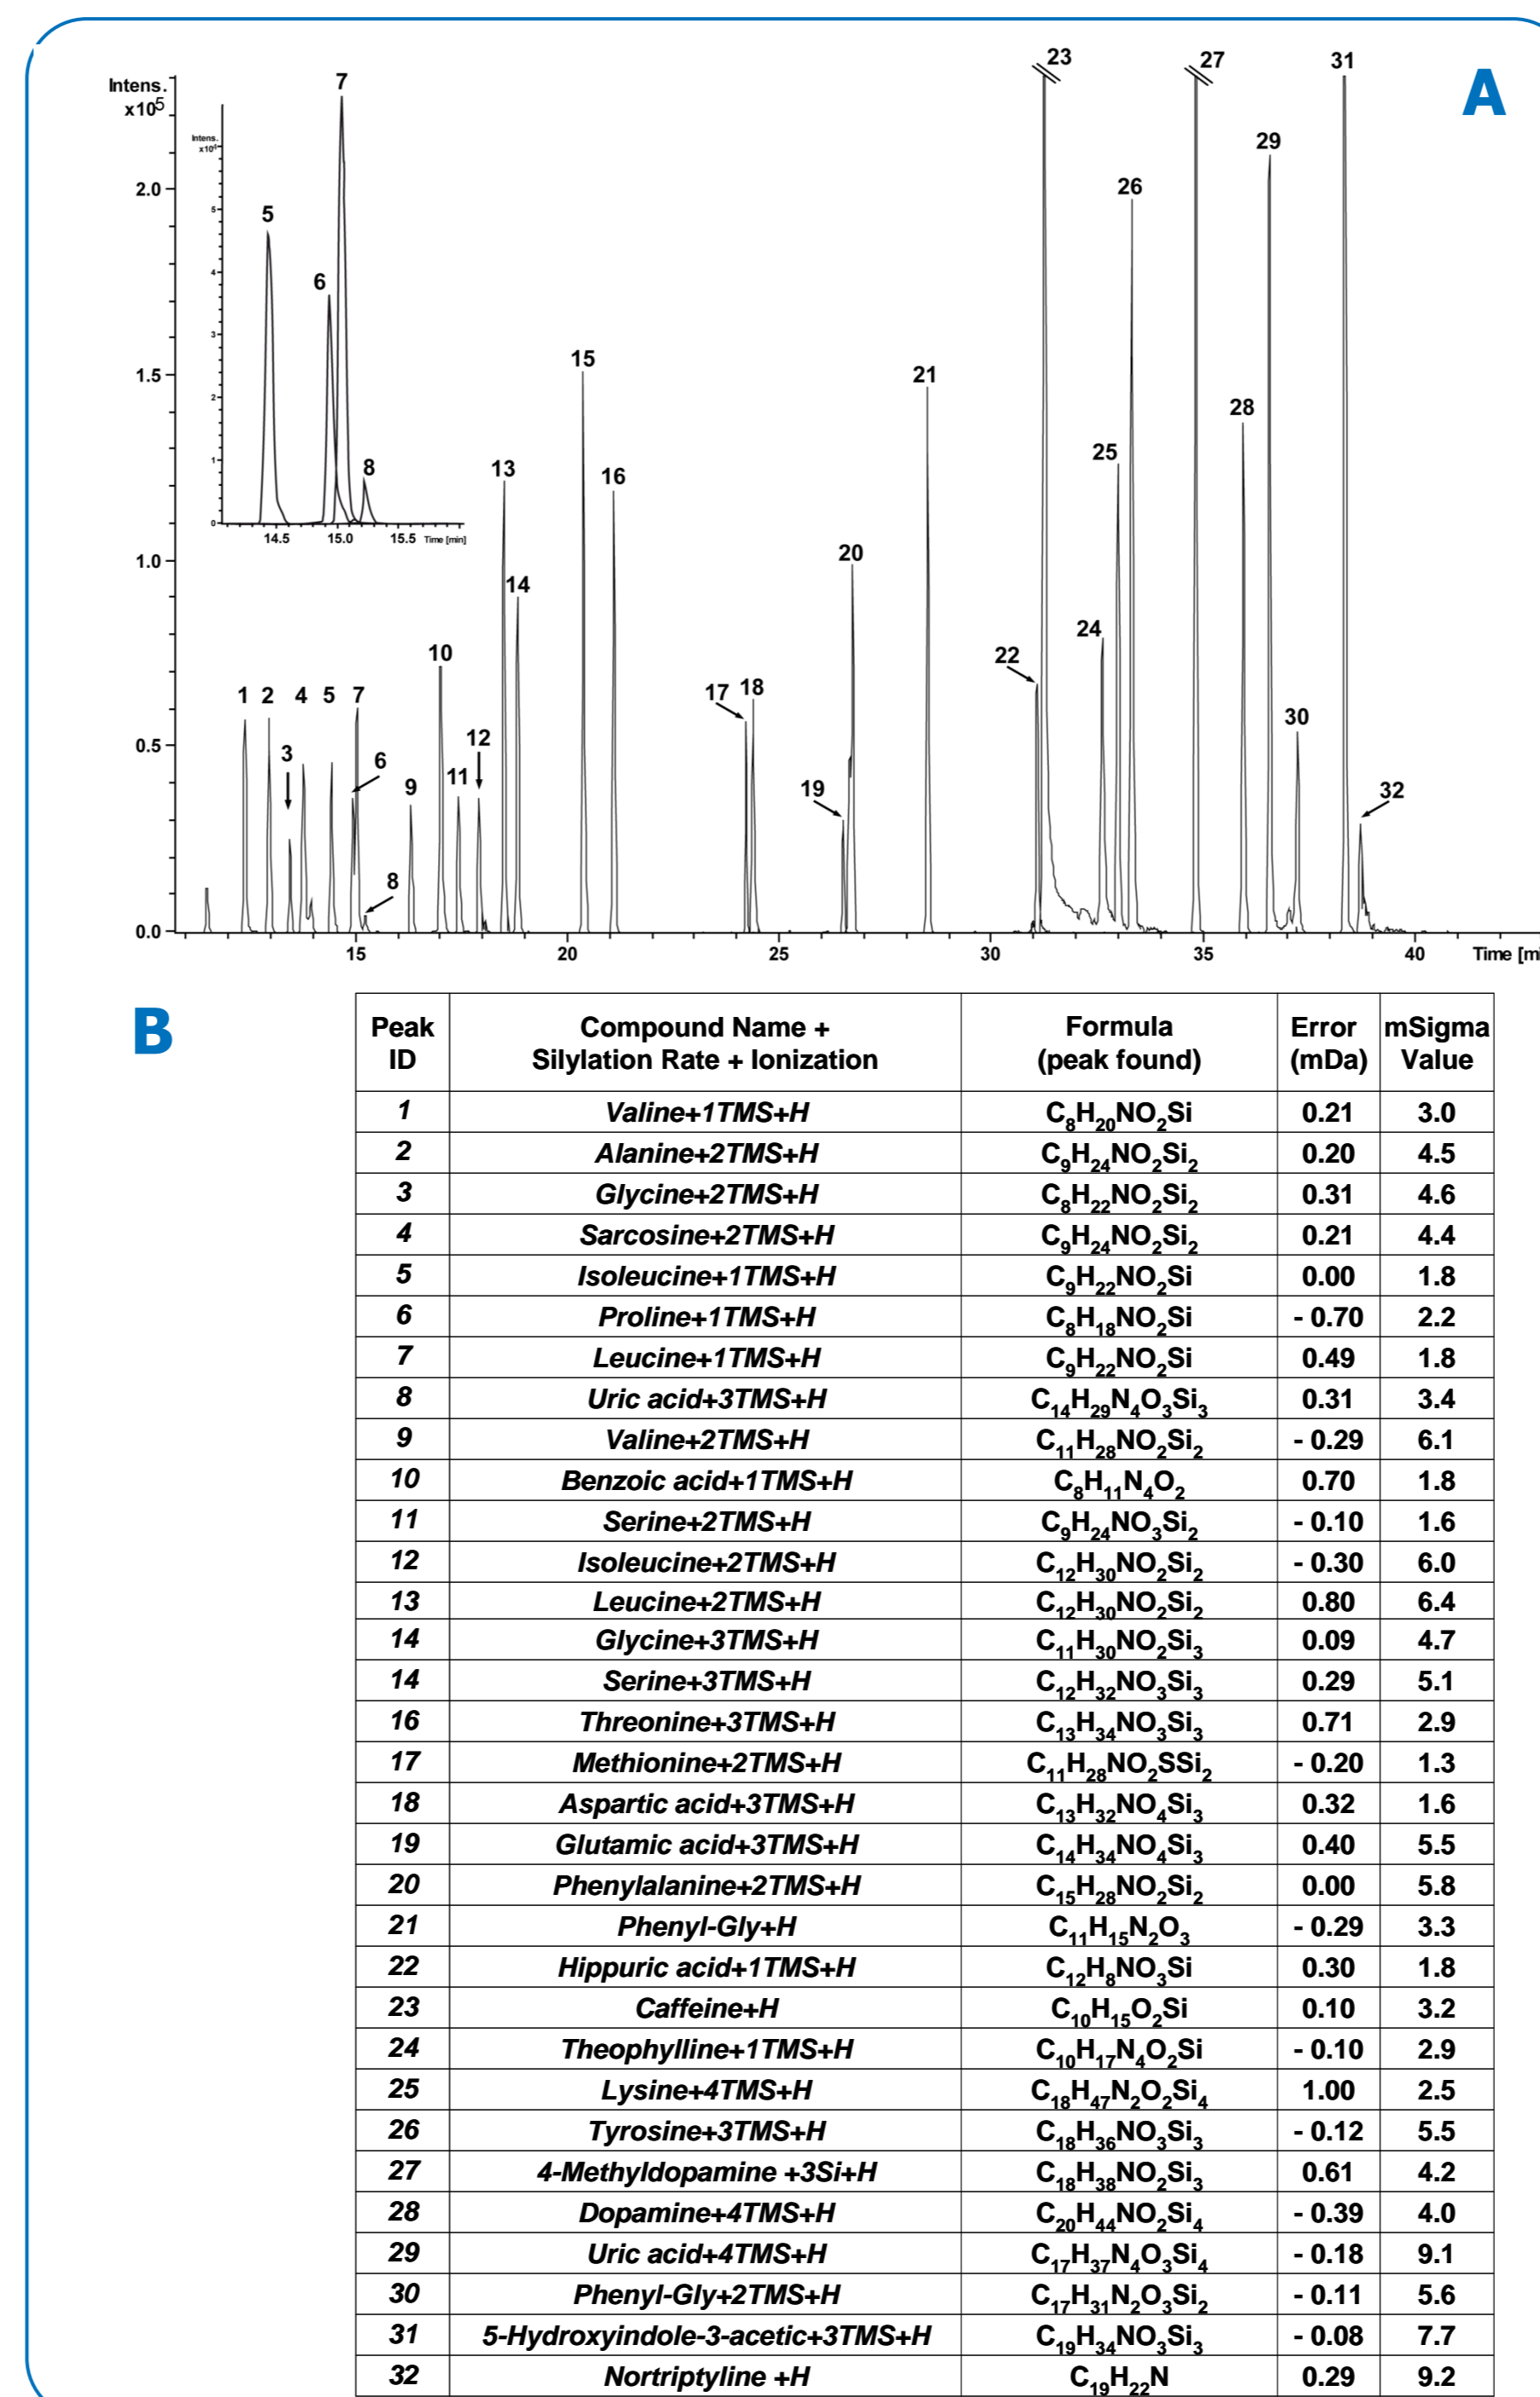 A
Intens.
x10⁵
2.0
1.5
1.0
0.5
0.0
15 20 25 30 35 40 Time [mi
Intens.
x10⁴
5
4
3
2
1
0
14.5 15.0 15.5 Time [min]
5
6
7
8
1
2
3
4
5
6
7
8
9
10
11
12
13
14
15
16
17
18
19
20
21
22
23
24
25
26
27
28
29
30
31
32
B
Peak ID | Compound Name + Silylation Rate + Ionization | Formula (peak found) | Error (mDa) | mSigma Value
1 Valine+1TMS+H C₈H₂₀NO₂Si 0.21 3.0
2 Alanine+2TMS+H C₉H₂₄NO₂Si₂ 0.20 4.5
3 Glycine+2TMS+H C₈H₂₂NO₂Si₂ 0.31 4.6
4 Sarcosine+2TMS+H C₉H₂₄NO₂Si₂ 0.21 4.4
5 Isoleucine+1TMS+H C₉H₂₂NO₂Si 0.00 1.8
6 Proline+1TMS+H C₈H₁₈NO₂Si - 0.70 2.2
7 Leucine+1TMS+H C₉H₂₂NO₂Si 0.49 1.8
8 Uric acid+3TMS+H C₁₄H₂₉N₄O₃Si₃ 0.31 3.4
9 Valine+2TMS+H C₁₁H₂₈NO₂Si₂ - 0.29 6.1
10 Benzoic acid+1TMS+H C₈H₁₁N₄O₂ 0.70 1.8
11 Serine+2TMS+H C₉H₂₄NO₃Si₂ - 0.10 1.6
12 Isoleucine+2TMS+H C₁₂H₃₀NO₂Si₂ - 0.30 6.0
13 Leucine+2TMS+H C₁₂H₃₀NO₂Si₂ 0.80 6.4
14 Glycine+3TMS+H C₁₁H₃₀NO₂Si₃ 0.09 4.7
14 Serine+3TMS+H C₁₂H₃₂NO₃Si₃ 0.29 5.1
16 Threonine+3TMS+H C₁₃H₃₄NO₃Si₃ 0.71 2.9
17 Methionine+2TMS+H C₁₁H₂₈NO₂SSi₂ - 0.20 1.3
18 Aspartic acid+3TMS+H C₁₃H₃₂NO₄Si₃ 0.32 1.6
19 Glutamic acid+3TMS+H C₁₄H₃₄NO₄Si₃ 0.40 5.5
20 Phenylalanine+2TMS+H C₁₅H₂₈NO₂Si₂ 0.00 5.8
21 Phenyl-Gly+H C₁₁H₁₅N₂O₃ - 0.29 3.3
22 Hippuric acid+1TMS+H C₁₂H₈NO₃Si 0.30 1.8
23 Caffeine+H C₁₀H₁₅O₂Si 0.10 3.2
24 Theophylline+1TMS+H C₁₀H₁₇N₄O₂Si - 0.10 2.9
25 Lysine+4TMS+H C₁₈H₄₇N₂O₂Si₄ 1.00 2.5
26 Tyrosine+3TMS+H C₁₈H₃₆NO₃Si₃ - 0.12 5.5
27 4-Methyldopamine +3Si+H C₁₈H₃₈NO₂Si₃ 0.61 4.2
28 Dopamine+4TMS+H C₂₀H₄₄NO₂Si₄ - 0.39 4.0
29 Uric acid+4TMS+H C₁₇H₃₇N₄O₃Si₄ - 0.18 9.1
30 Phenyl-Gly+2TMS+H C₁₇H₃₁N₂O₃Si₂ - 0.11 5.6
31 5-Hydroxyindole-3-acetic+3TMS+H C₁₉H₃₄NO₃Si₃ - 0.08 7.7
32 Nortriptyline +H C₁₉H₂₂N 0.29 9.2